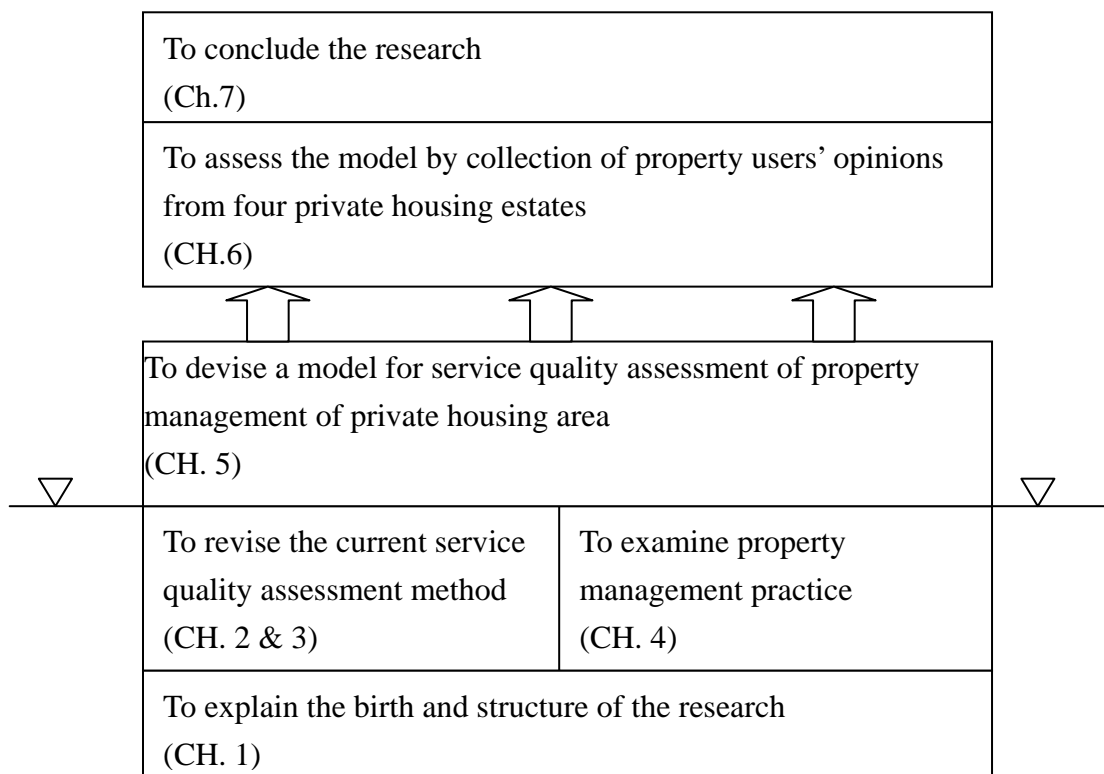 To conclude the research
(Ch.7)
To assess the model by collection of property users’ opinions
from four private housing estates
(CH.6)
To devise a model for service quality assessment of property
management of private housing area
(CH. 5)
To revise the current service
quality assessment method
(CH. 2 & 3)
To examine property
management practice
(CH. 4)
To explain the birth and structure of the research
(CH. 1)